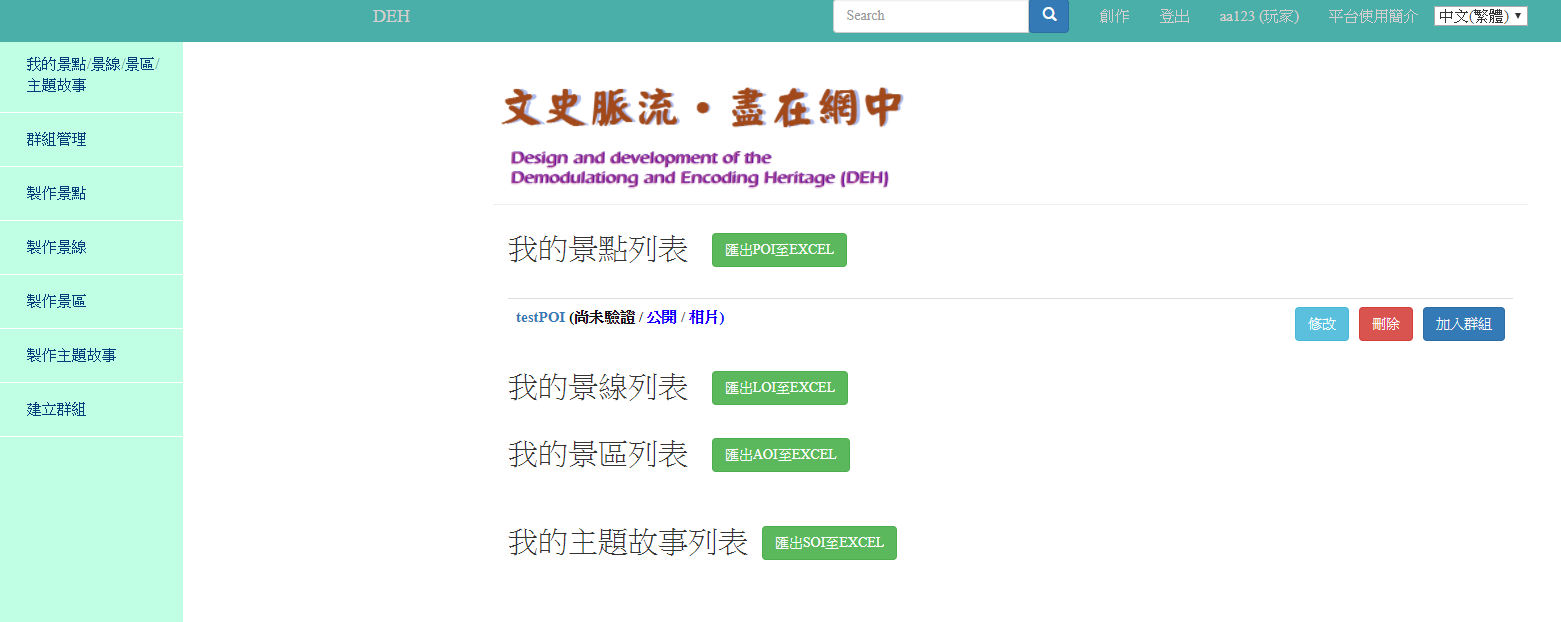 DEH
Search
創作
登出
aa123 (玩家)
平台使用簡介
中文(繁體)
我的景點/景線/景區/
主題故事
群組管理
製作景點
製作景線
製作景區
製作主題故事
建立群組
文史脈流·盡在網中
Design and development of the
Demodulationg and Encoding Heritage (DEH)
我的景點列表 匯出POI至EXCEL
testPOI (尚未驗證 / 公開 / 相片) 修改 刪除 加入群組
我的景線列表 匯出LOI至EXCEL
我的景區列表 匯出AOI至EXCEL
我的主題故事列表 匯出SOI至EXCEL